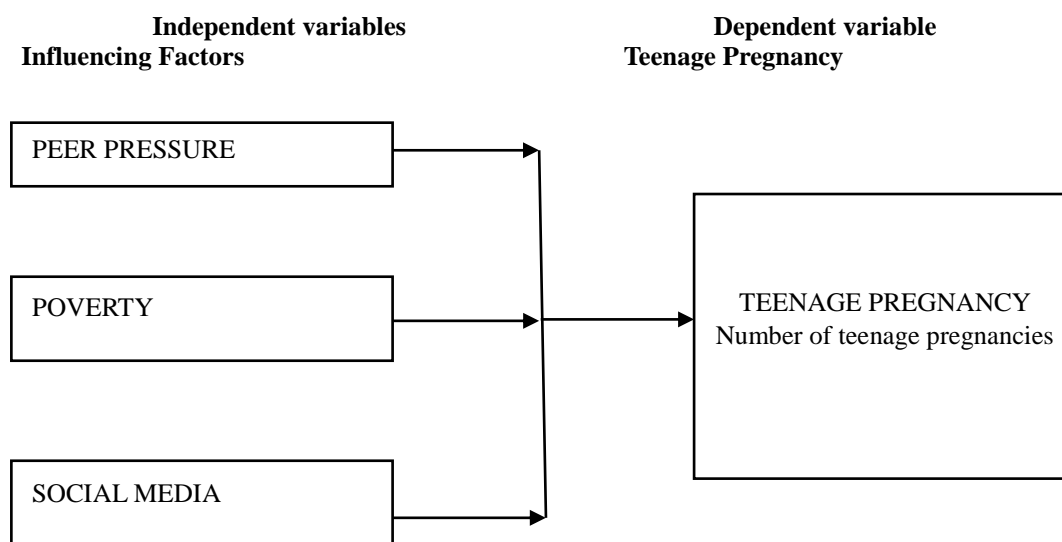 Independent variables
Dependent variable
Influencing Factors
Teenage Pregnancy
PEER PRESSURE
POVERTY
TEENAGE PREGNANCY
Number of teenage pregnancies
SOCIAL MEDIA